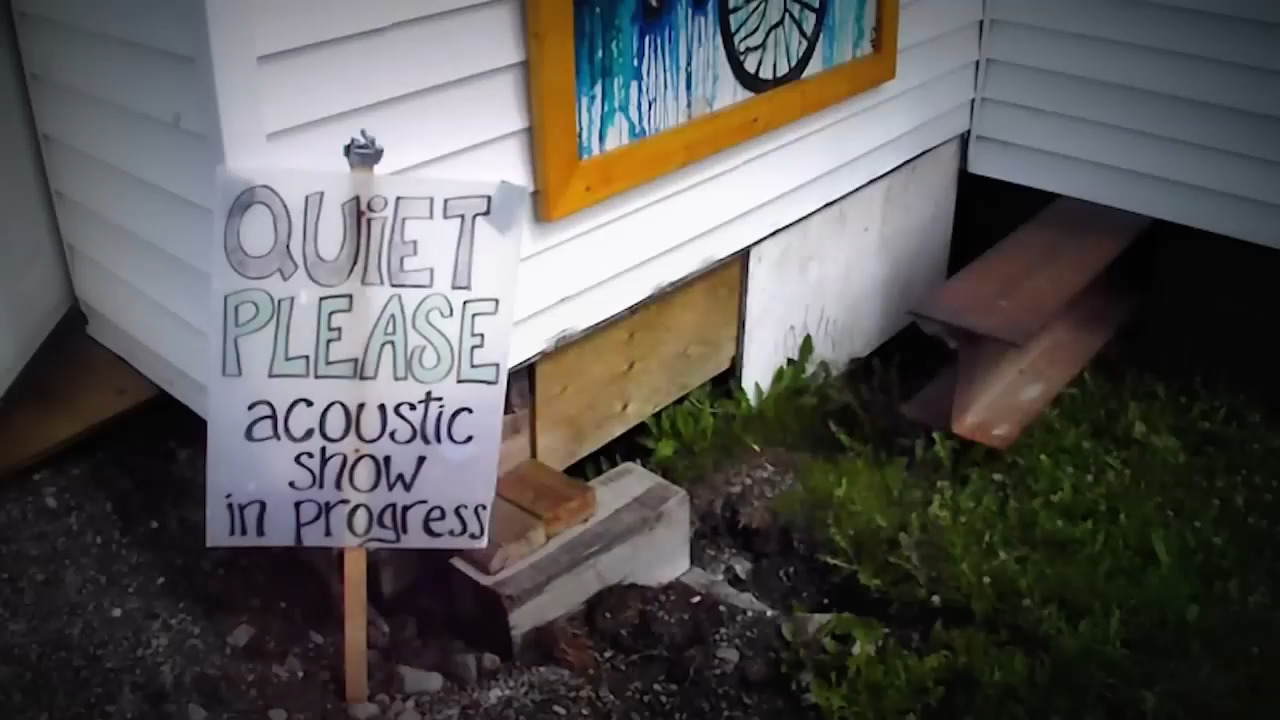 QUiET
PLEASE
acoustic
show
in progress